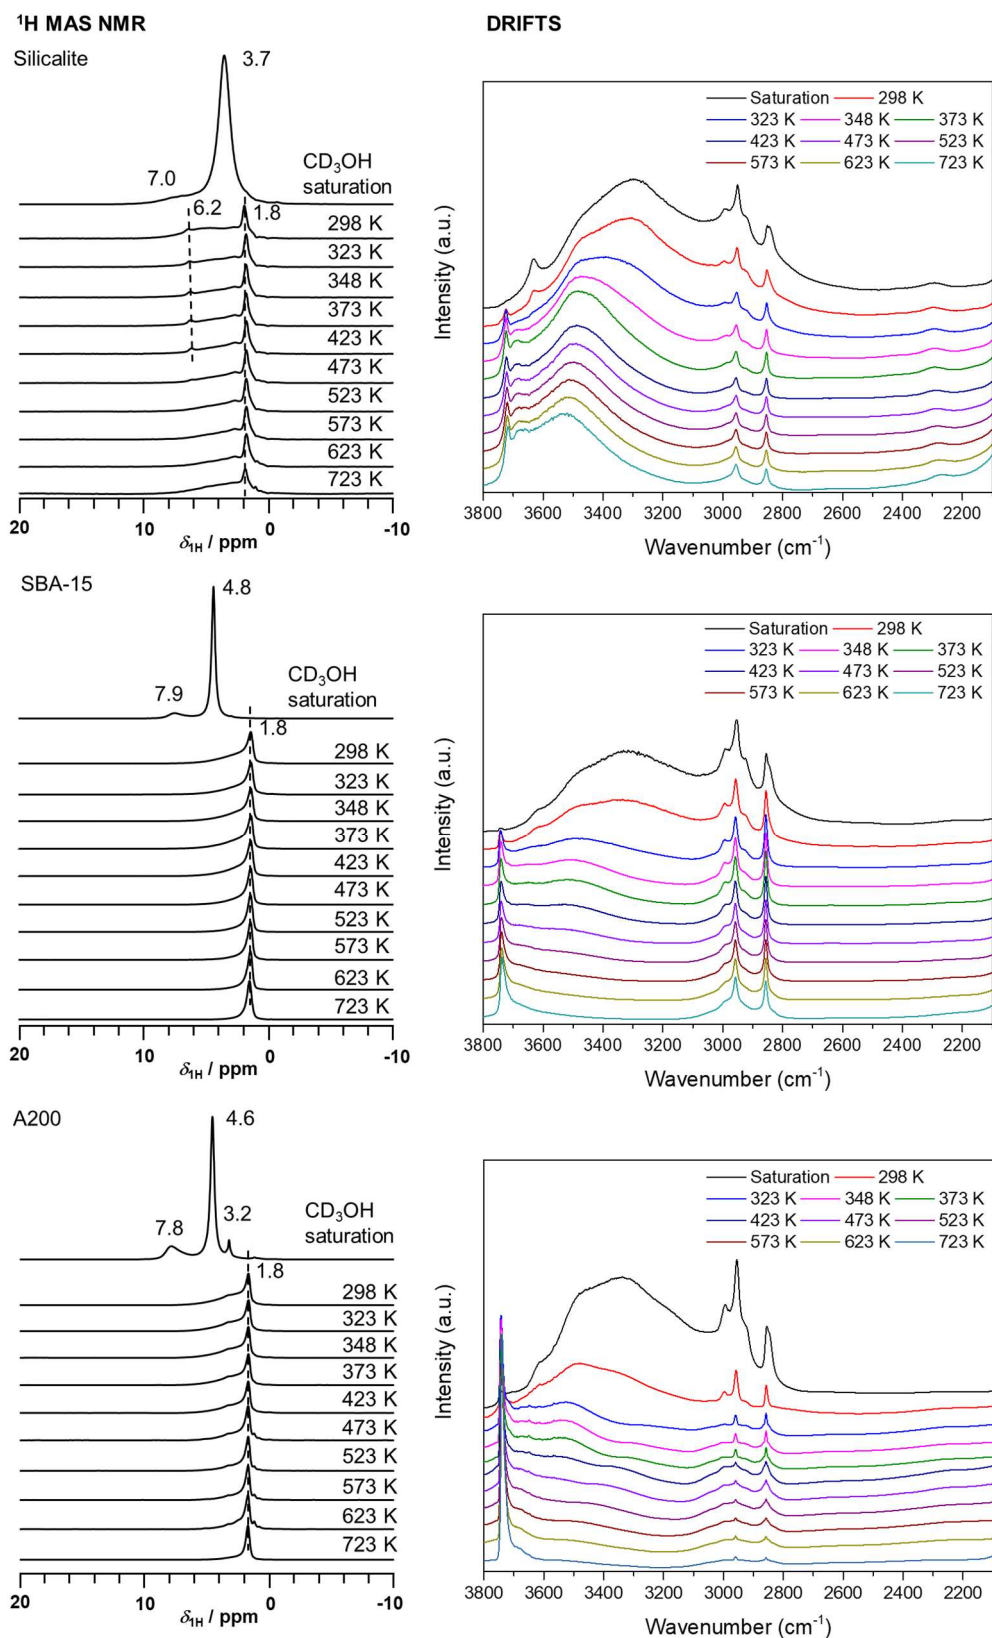 ¹H MAS NMR
DRIFTS
Silicalite
3.7
7.0
CD₃OH
saturation
6.2
1.8
298 K
323 K
348 K
373 K
423 K
473 K
523 K
573 K
623 K
723 K
20 10 0 -10
δ1H / ppm
Intensity (a.u.)
Saturation 298 K
323 K 348 K 373 K
423 K 473 K 523 K
573 K 623 K 723 K
3800 3600 3400 3200 3000 2800 2600 2400 2200
Wavenumber (cm⁻¹)
SBA-15
4.8
7.9
CD₃OH
saturation
1.8
298 K
323 K
348 K
373 K
423 K
473 K
523 K
573 K
623 K
723 K
20 10 0 -10
δ1H / ppm
Intensity (a.u.)
Saturation 298 K
323 K 348 K 373 K
423 K 473 K 523 K
573 K 623 K 723 K
3800 3600 3400 3200 3000 2800 2600 2400 2200
Wavenumber (cm⁻¹)
A200
4.6
7.8
3.2
CD₃OH
saturation
1.8
298 K
323 K
348 K
373 K
423 K
473 K
523 K
573 K
623 K
723 K
20 10 0 -10
δ1H / ppm
Intensity (a.u.)
Saturation 298 K
323 K 348 K 373 K
423 K 473 K 523 K
573 K 623 K 723 K
3800 3600 3400 3200 3000 2800 2600 2400 2200
Wavenumber (cm⁻¹)